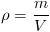 ρ = m/V